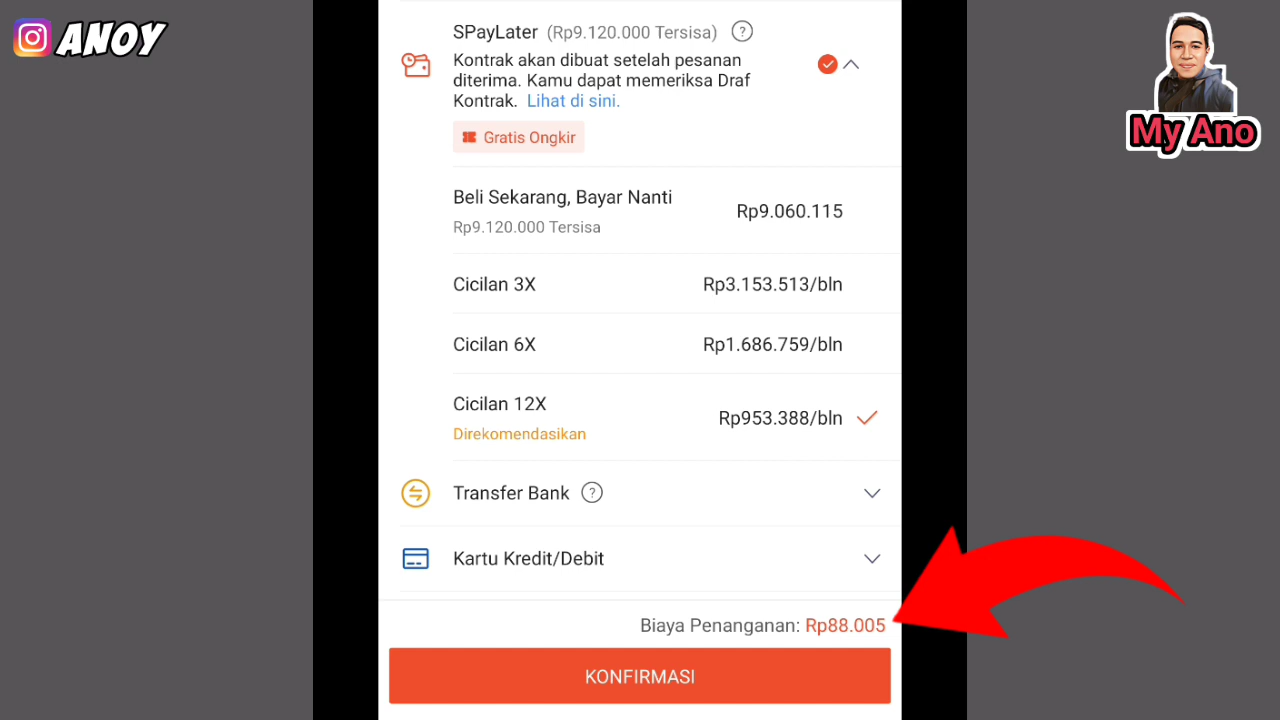 ANOY
My Ano
SPayLater (Rp9.120.000 Tersisa) ?
Kontrak akan dibuat setelah pesanan
diterima. Kamu dapat memeriksa Draf
Kontrak. Lihat di sini.
Gratis Ongkir
Beli Sekarang, Bayar Nanti
Rp9.060.115
Rp9.120.000 Tersisa
Cicilan 3X Rp3.153.513/bln
Cicilan 6X Rp1.686.759/bln
Cicilan 12X
Rp953.388/bln
Direkomendasikan
Transfer Bank ?
Kartu Kredit/Debit
Biaya Penanganan: Rp88.005
KONFIRMASI